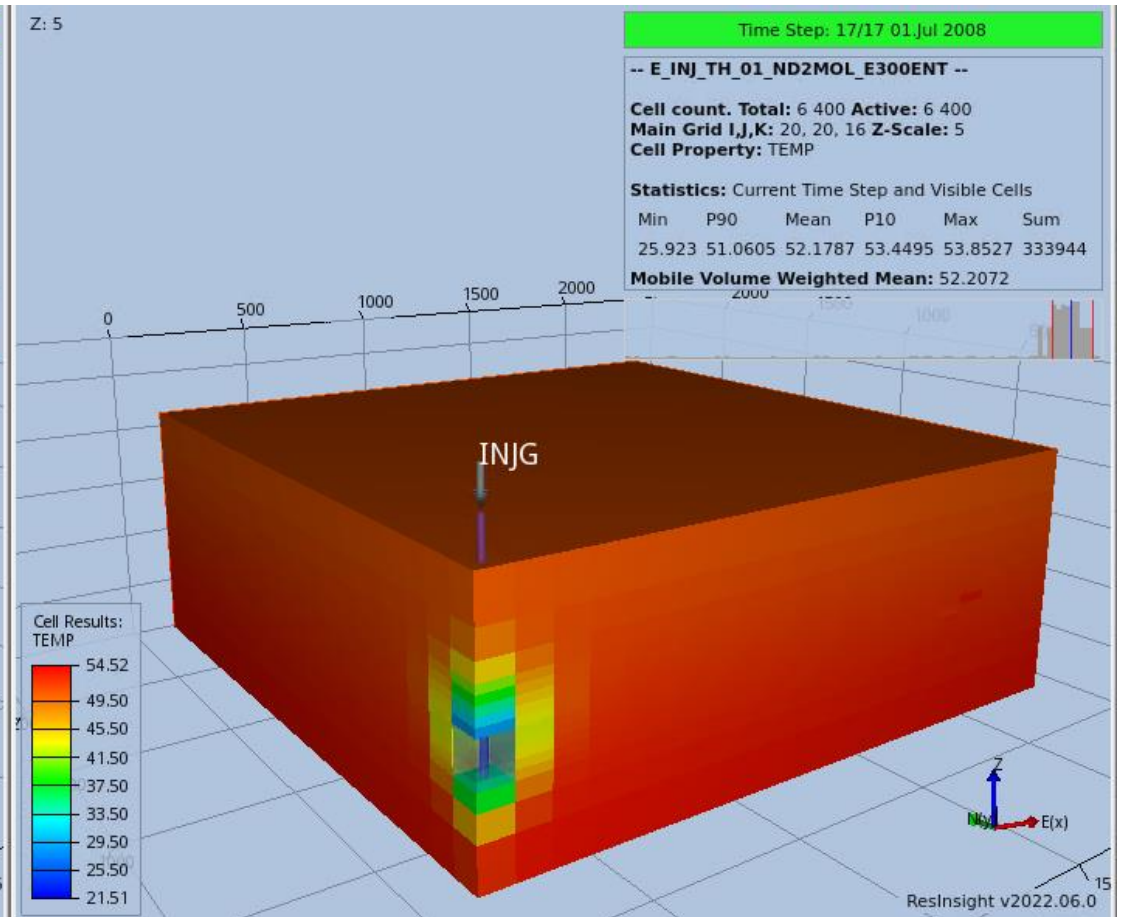 Z: 5
Time Step: 17/17 01.Jul 2008
-- E_INJ_TH_01_ND2MOL_E300ENT --
Cell count. Total: 6 400 Active: 6 400
Main Grid I,J,K: 20, 20, 16 Z-Scale: 5
Cell Property: TEMP
Statistics: Current Time Step and Visible Cells
Min P90 Mean P10 Max Sum
25.923 51.0605 52.1787 53.4495 53.8527 333944
Mobile Volume Weighted Mean: 52.2072
0 500 1000 1500 2000
2000 1500 1000
INJG
Cell Results:
TEMP
54.52
49.50
45.50
41.50
37.50
33.50
29.50
25.50
21.51
1000
Z
N(y) E(x)
15
ResInsight v2022.06.0